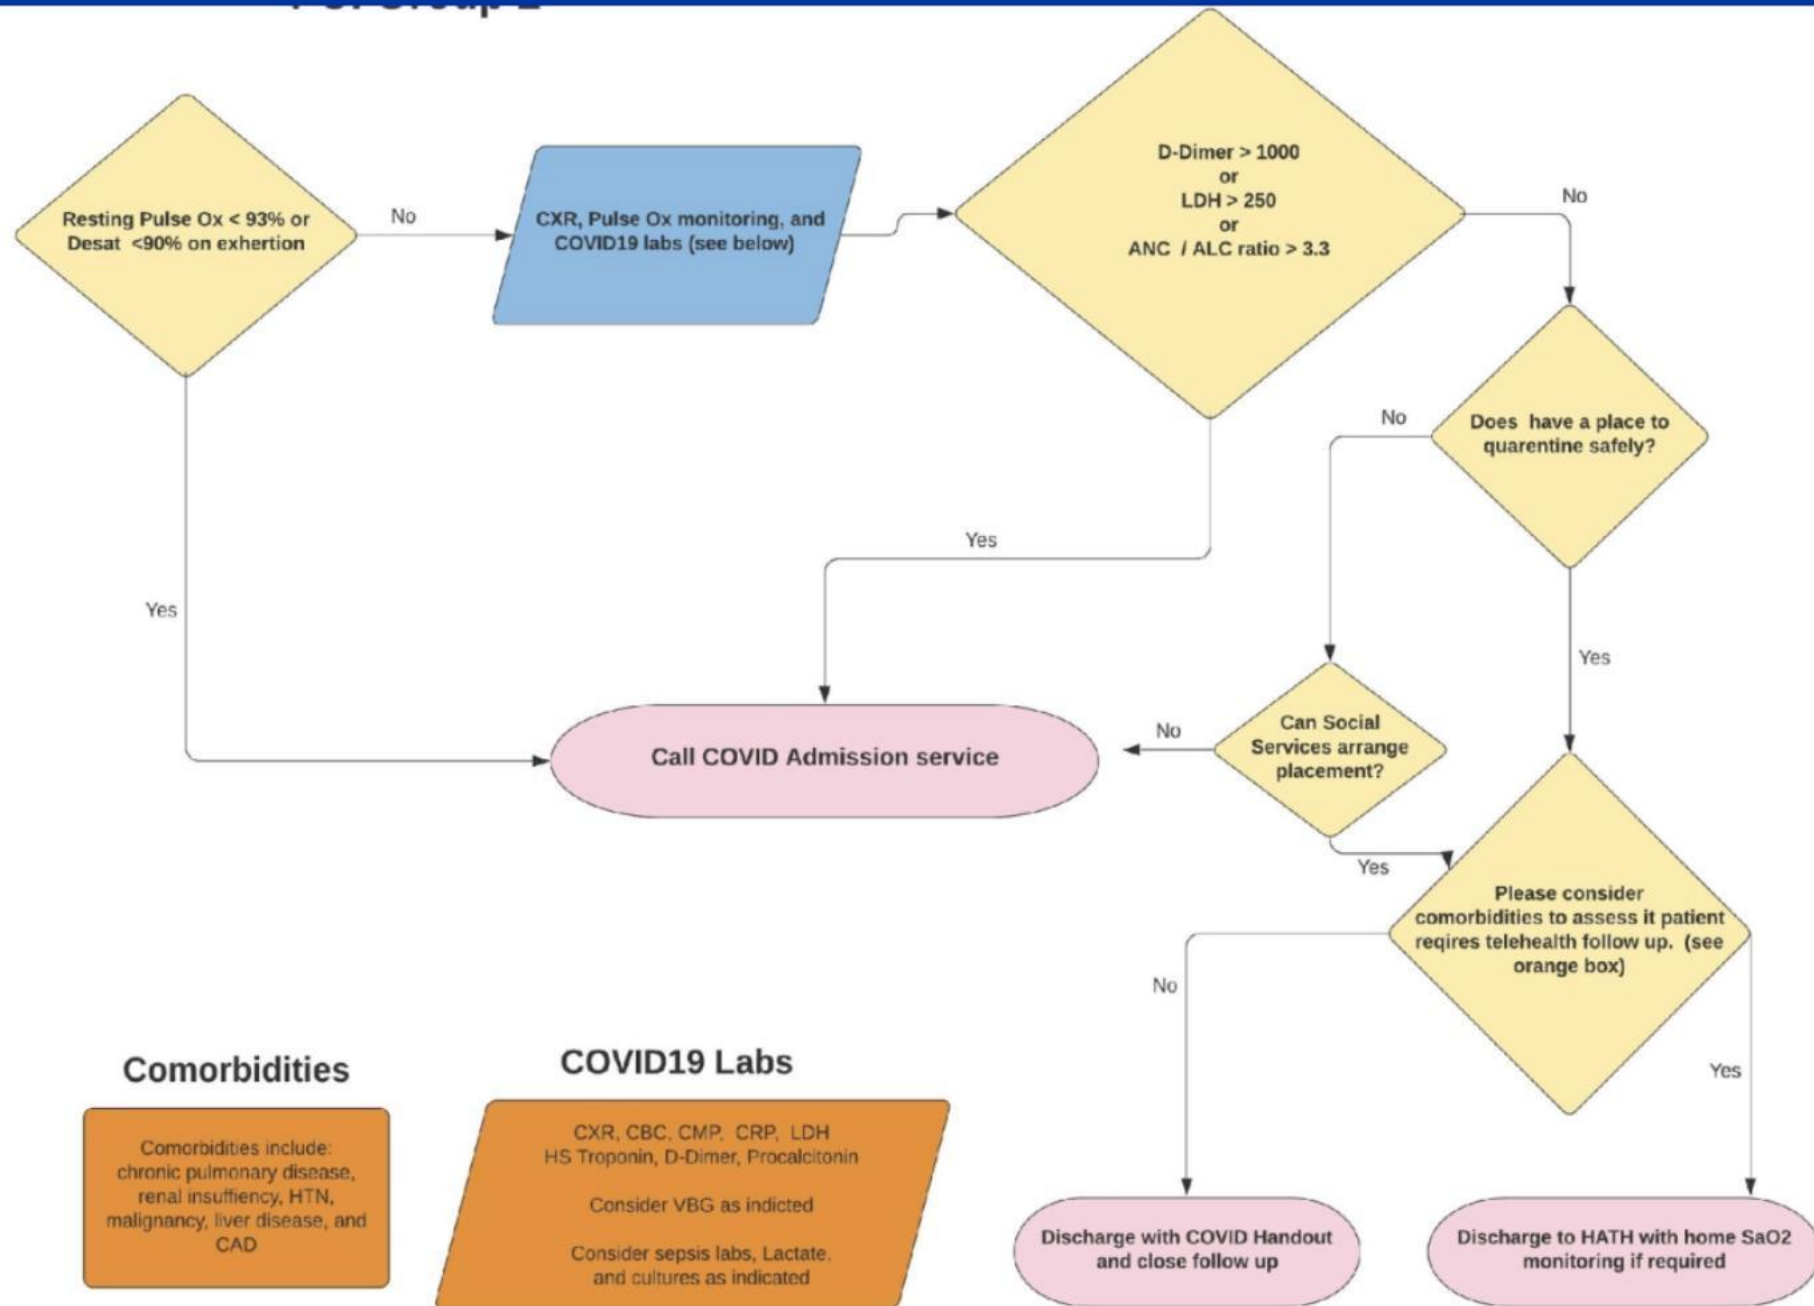 Resting Pulse Ox < 93% or
Desat <90% on exhertion
No
CXR, Pulse Ox monitoring, and
COVID19 labs (see below)
D-Dimer > 1000
or
LDH > 250
or
ANC / ALC ratio > 3.3
No
Does have a place to
quarentine safely?
No
Yes
Yes
Yes
Call COVID Admission service
No
Can Social
Services arrange
placement?
Yes
Please consider
comorbidities to assess it patient
reqires telehealth follow up. (see
orange box)
No
Yes
Comorbidities
Comorbidities include:
chronic pulmonary disease,
renal insuffiency, HTN,
malignancy, liver disease, and
CAD
COVID19 Labs
CXR, CBC, CMP, CRP, LDH
HS Troponin, D-Dimer, Procalcitonin
Consider VBG as indicted
Consider sepsis labs, Lactate,
and cultures as indicated
Discharge with COVID Handout
and close follow up
Discharge to HATH with home SaO2
monitoring if required